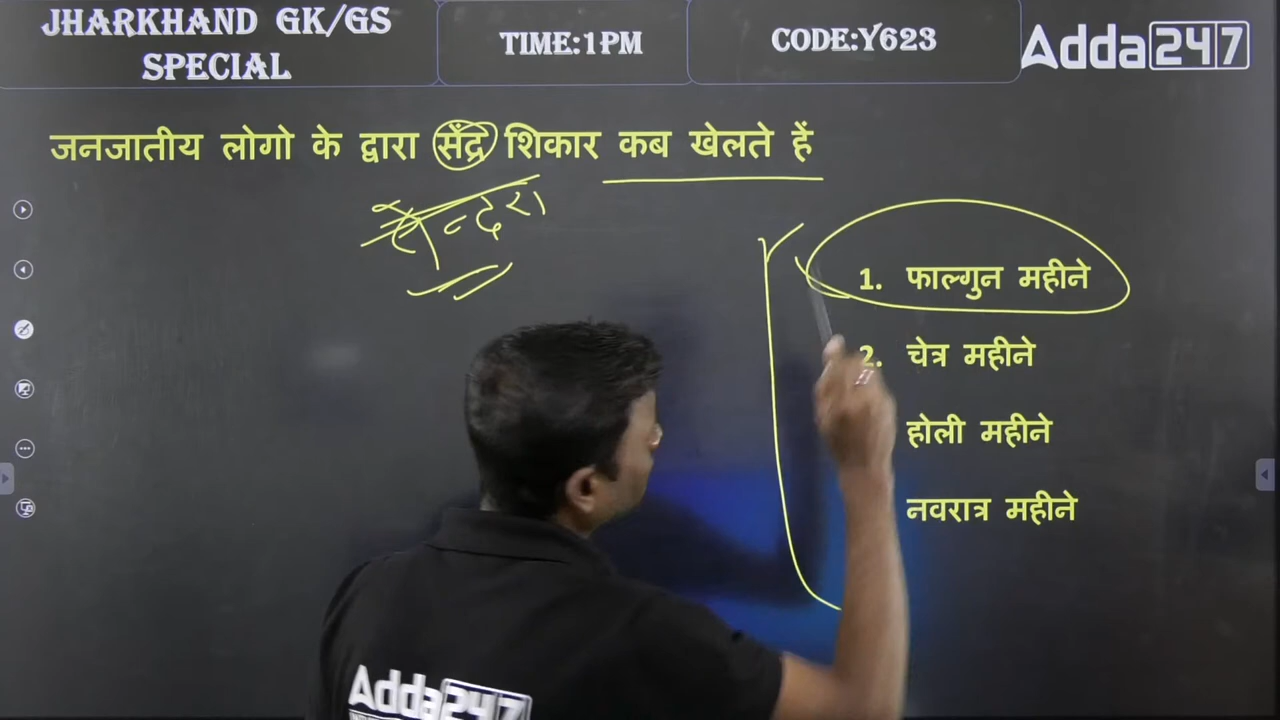 JHARKHAND GK/GS
SPECIAL
TIME:1PM
CODE:Y623
Adda247
जनजातीय लोगो के द्वारा सेंद्र शिकार कब खेलते हें
सेन्देरा
1. फाल्गुन महीने
2. चेत्र महीने
होली महीने
नवरात्र महीने
Adda247